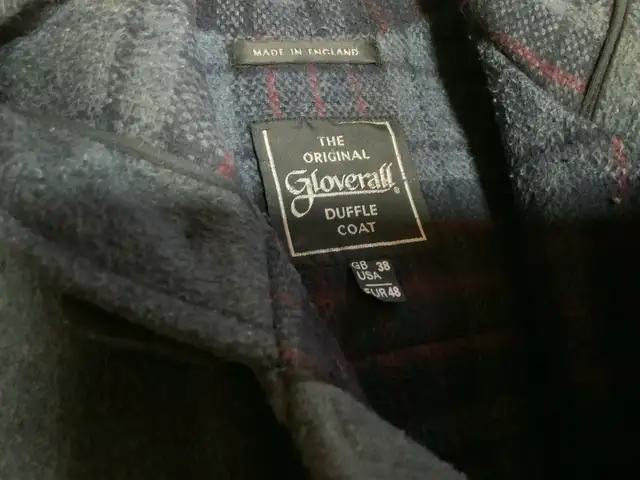 MADE IN ENGLAND
THE
ORIGINAL
Gloverall®
DUFFLE
COAT
GB 38
USA
EUR 48